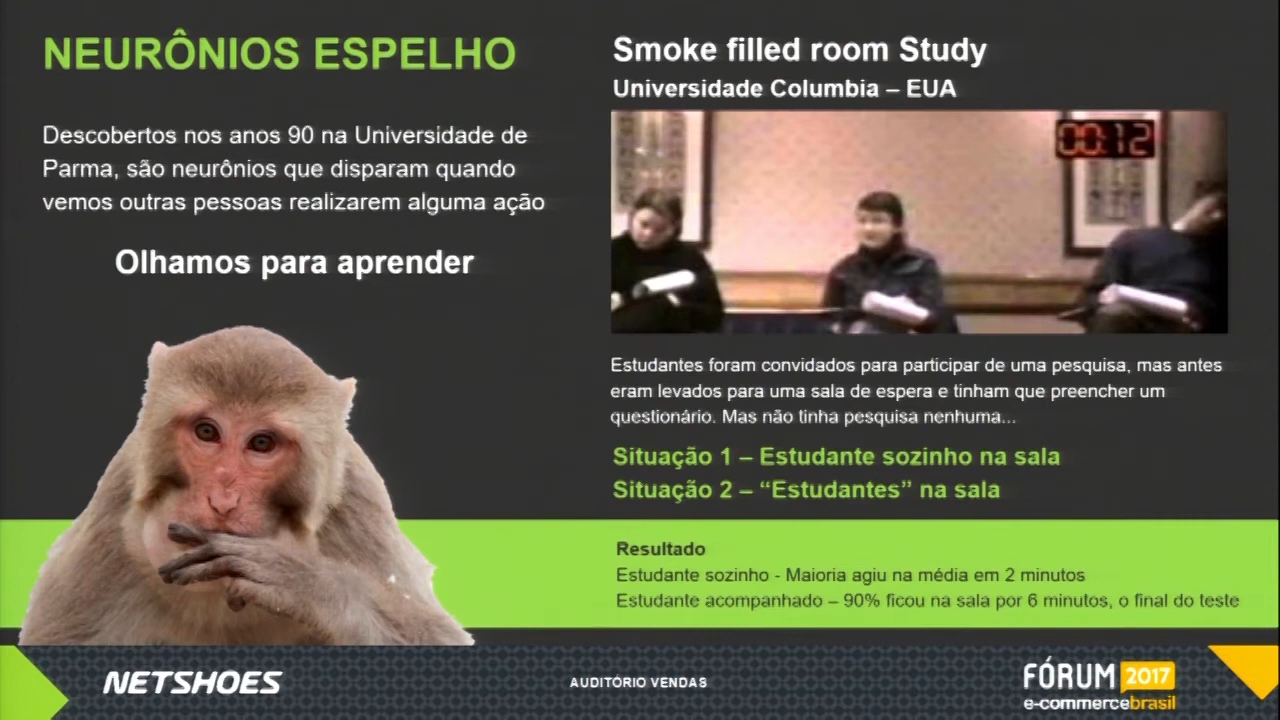 NEURÔNIOS ESPELHO
Descobertos nos anos 90 na Universidade de
Parma, são neurônios que disparam quando
vemos outras pessoas realizarem alguma ação
Olhamos para aprender
Smoke filled room Study
Universidade Columbia – EUA
00:12
Estudantes foram convidados para participar de uma pesquisa, mas antes
eram levados para uma sala de espera e tinham que preencher um
questionário. Mas não tinha pesquisa nenhuma...
Situação 1 – Estudante sozinho na sala
Situação 2 – “Estudantes” na sala
Resultado
Estudante sozinho - Maioria agiu na média em 2 minutos
Estudante acompanhado – 90% ficou na sala por 6 minutos, o final do teste
NETSHOES
AUDITÓRIO VENDAS
FÓRUM 2017
e-commercebrasil